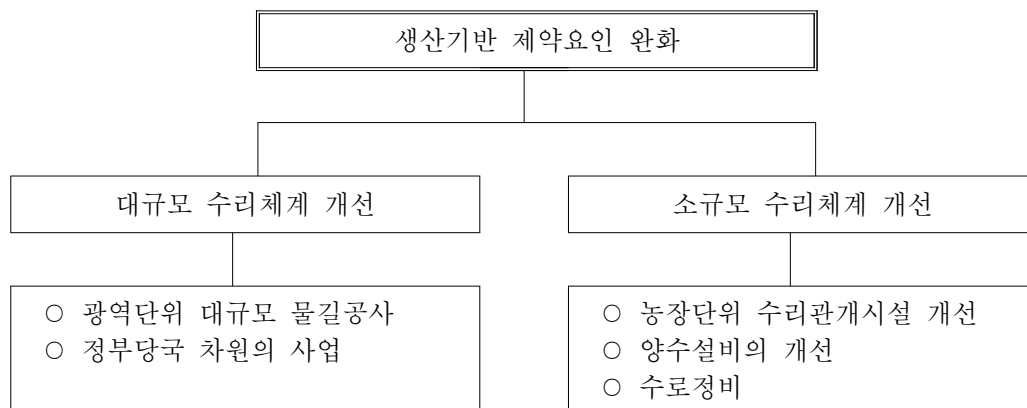 생산기반 제약요인 완화
대규모 수리체계 개선
소규모 수리체계 개선
○ 광역단위 대규모 물길공사
○ 정부당국 차원의 사업
○ 농장단위 수리관개시설 개선
○ 양수설비의 개선
○ 수로정비